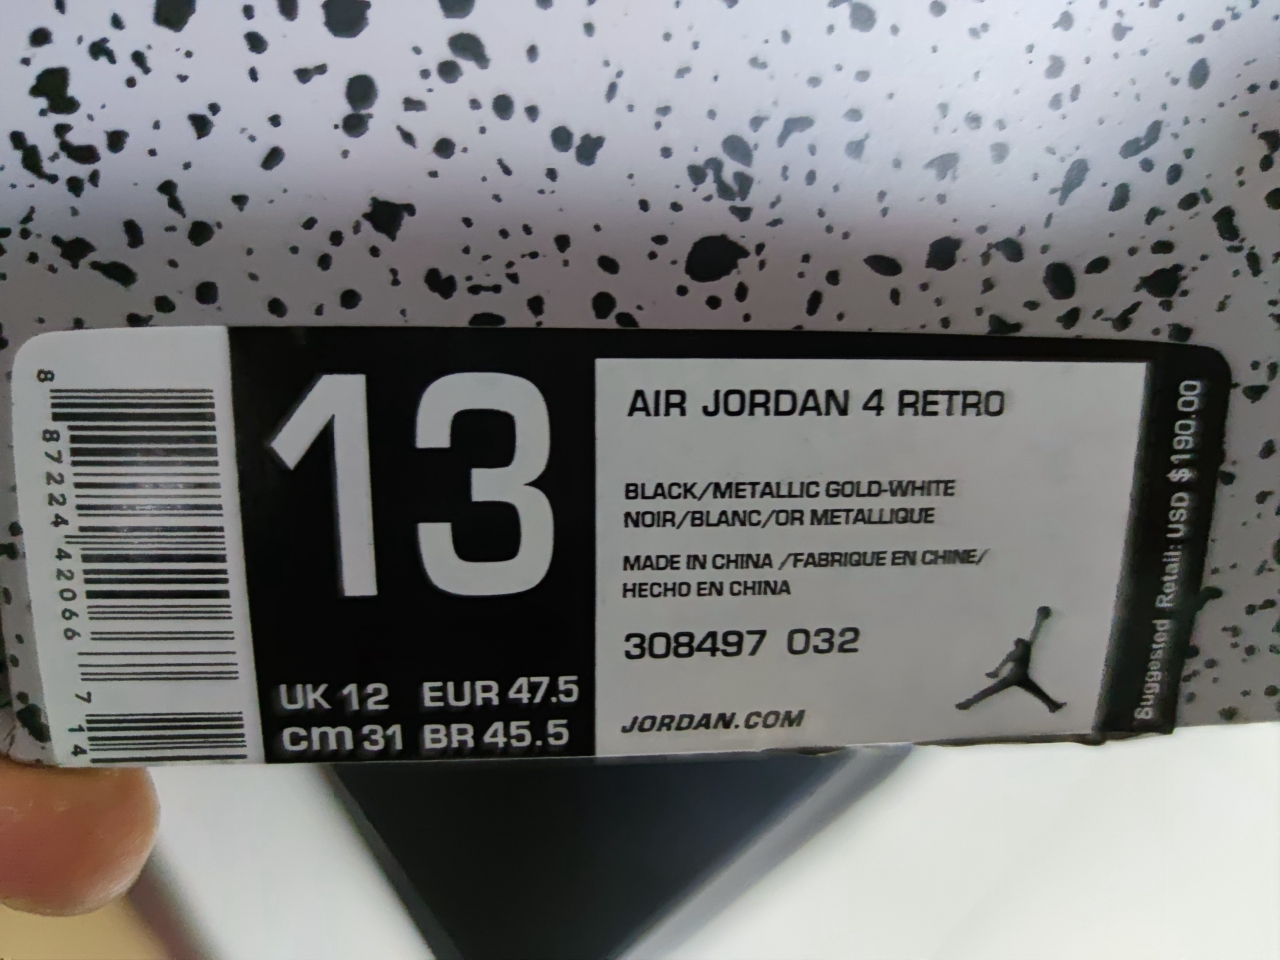 8 87224 42066 7 14
13
UK 12 EUR 47.5
cm 31 BR 45.5
AIR JORDAN 4 RETRO
BLACK/METALLIC GOLD-WHITE
NOIR/BLANC/OR METALLIQUE
MADE IN CHINA /FABRIQUE EN CHINE/
HECHO EN CHINA
308497 032
JORDAN.COM
Suggested Retail: USD $190.00